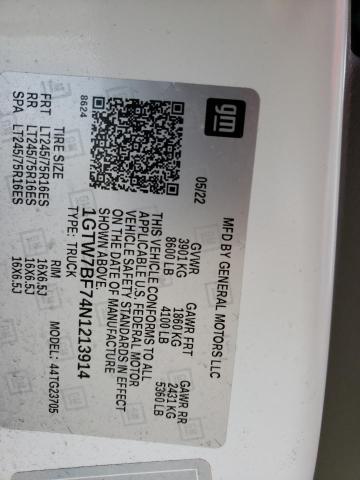 gm
MFD BY GENERAL MOTORS LLC
05/22
GVWR GAWR FRT GAWR RR
3901 KG 1860 KG 2431 KG
8600 LB 4100 LB 5360 LB
THIS VEHICLE CONFORMS TO ALL
APPLICABLE U.S. FEDERAL MOTOR
VEHICLE SAFETY STANDARDS IN EFFECT
ON THE DATE OF MANUFACTURE
SHOWN ABOVE.
1GTW7BF74N1213914
TYPE: TRUCK
8624
MODEL: 44TG23705
TIRE SIZE RIM
FRT LT245/75R16ES 16X6.5J
RR LT245/75R16ES 16X6.5J
SPA LT245/75R16ES 16X6.5J